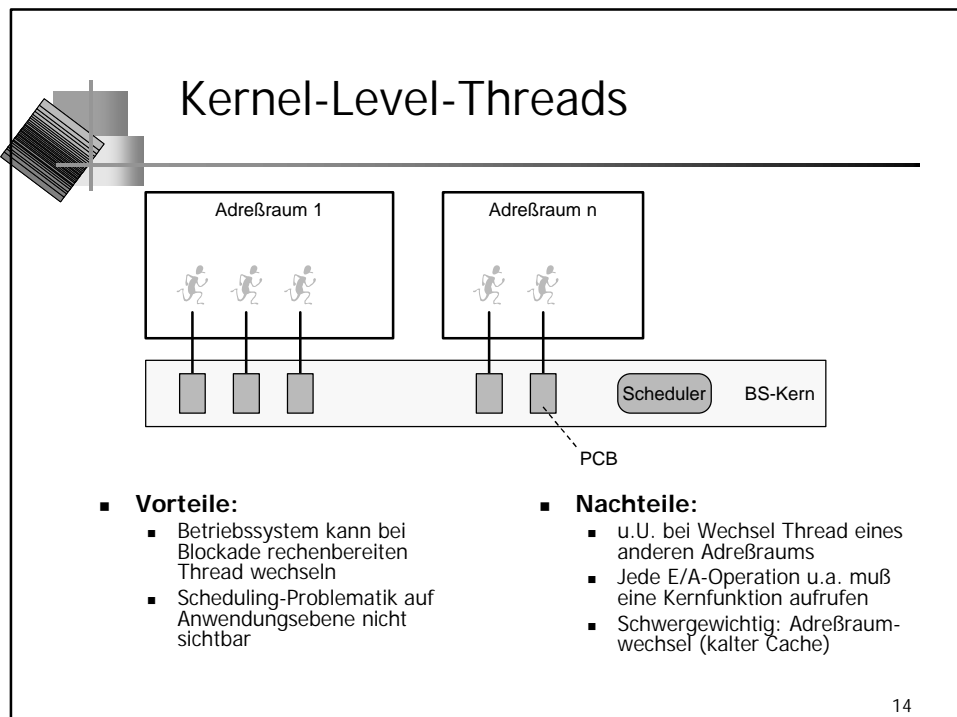 Kernel-Level-Threads
Adreßraum 1
Adreßraum n
Scheduler
BS-Kern
PCB
Vorteile:
Betriebssystem kann bei
Blockade rechenbereiten
Thread wechseln
Scheduling-Problematik auf
Anwendungsebene nicht
sichtbar
Nachteile:
u.U. bei Wechsel Thread eines
anderen Adreßraums
Jede E/A-Operation u.a. muß
eine Kernfunktion aufrufen
Schwergewichtig: Adreßraum-
wechsel (kalter Cache)
14